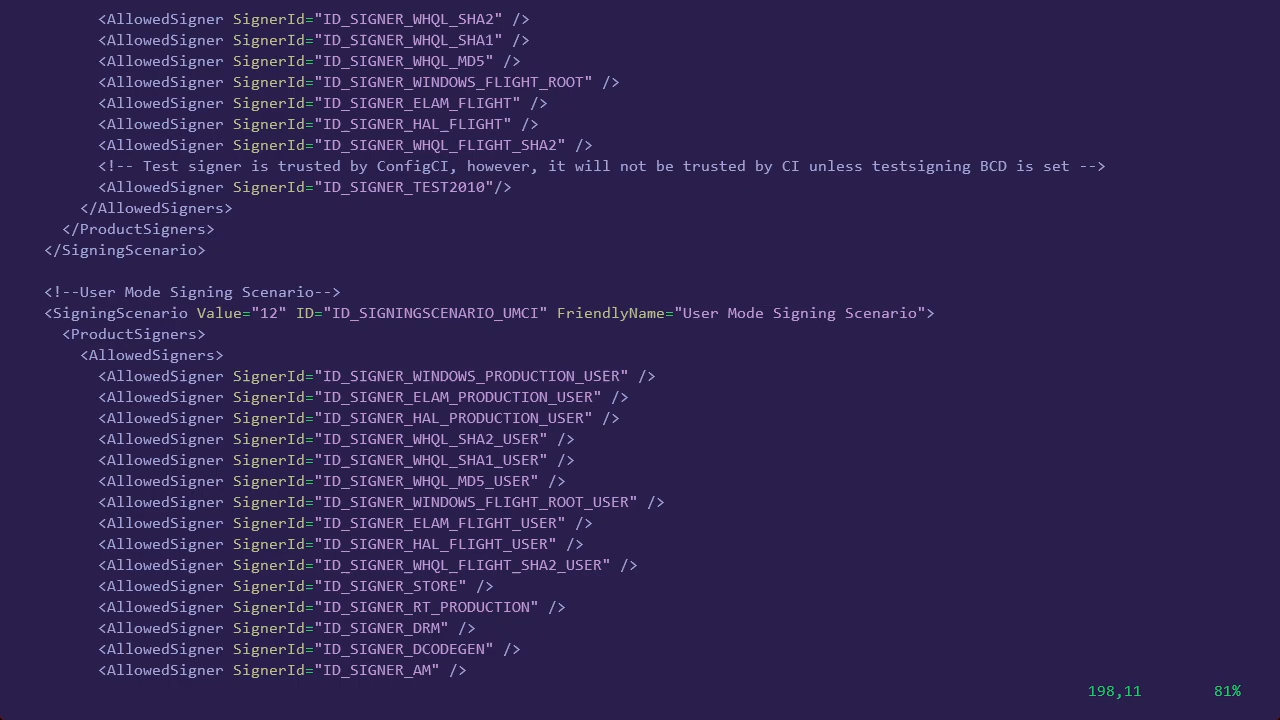 <AllowedSigner SignerId="ID_SIGNER_WHQL_SHA2" />
<AllowedSigner SignerId="ID_SIGNER_WHQL_SHA1" />
<AllowedSigner SignerId="ID_SIGNER_WHQL_MD5" />
<AllowedSigner SignerId="ID_SIGNER_WINDOWS_FLIGHT_ROOT" />
<AllowedSigner SignerId="ID_SIGNER_ELAM_FLIGHT" />
<AllowedSigner SignerId="ID_SIGNER_HAL_FLIGHT" />
<AllowedSigner SignerId="ID_SIGNER_WHQL_FLIGHT_SHA2" />
<!-- Test signer is trusted by ConfigCI, however, it will not be trusted by CI unless testsigning BCD is set -->
<AllowedSigner SignerId="ID_SIGNER_TEST2010"/>
</AllowedSigners>
</ProductSigners>
</SigningScenario>
<!--User Mode Signing Scenario-->
<SigningScenario Value="12" ID="ID_SIGNINGSCENARIO_UMCI" FriendlyName="User Mode Signing Scenario">
<ProductSigners>
<AllowedSigners>
<AllowedSigner SignerId="ID_SIGNER_WINDOWS_PRODUCTION_USER" />
<AllowedSigner SignerId="ID_SIGNER_ELAM_PRODUCTION_USER" />
<AllowedSigner SignerId="ID_SIGNER_HAL_PRODUCTION_USER" />
<AllowedSigner SignerId="ID_SIGNER_WHQL_SHA2_USER" />
<AllowedSigner SignerId="ID_SIGNER_WHQL_SHA1_USER" />
<AllowedSigner SignerId="ID_SIGNER_WHQL_MD5_USER" />
<AllowedSigner SignerId="ID_SIGNER_WINDOWS_FLIGHT_ROOT_USER" />
<AllowedSigner SignerId="ID_SIGNER_ELAM_FLIGHT_USER" />
<AllowedSigner SignerId="ID_SIGNER_HAL_FLIGHT_USER" />
<AllowedSigner SignerId="ID_SIGNER_WHQL_FLIGHT_SHA2_USER" />
<AllowedSigner SignerId="ID_SIGNER_STORE" />
<AllowedSigner SignerId="ID_SIGNER_RT_PRODUCTION" />
<AllowedSigner SignerId="ID_SIGNER_DRM" />
<AllowedSigner SignerId="ID_SIGNER_DCODEGEN" />
<AllowedSigner SignerId="ID_SIGNER_AM" />
198,11 81%